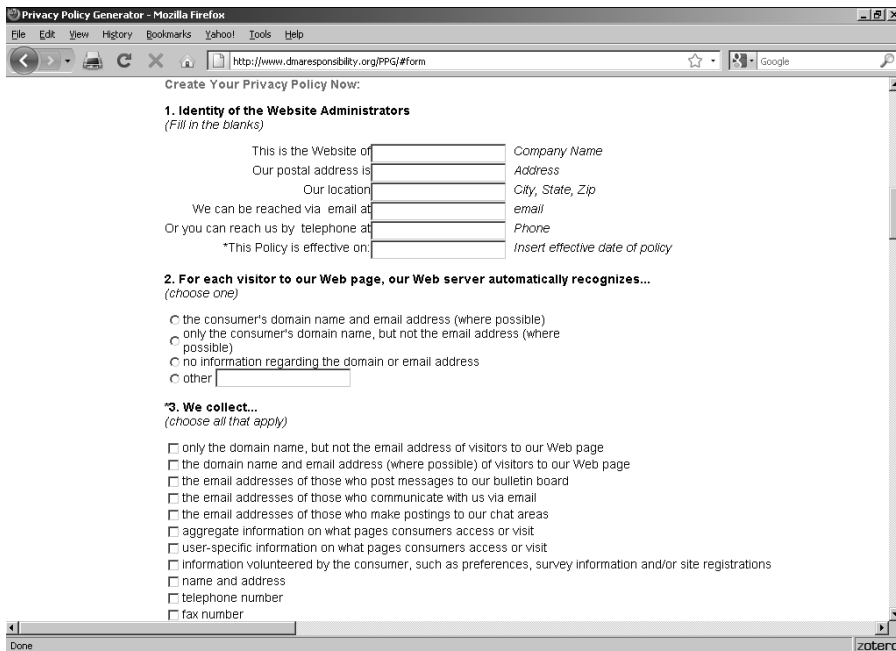 Privacy Policy Generator - Mozilla Firefox
File Edit View History Bookmarks Yahoo! Tools Help
http://www.dmaresponsibility.org/PPG/#form
Google
Create Your Privacy Policy Now:
1. Identity of the Website Administrators
(Fill in the blanks)
This is the Website of Company Name
Our postal address is Address
Our location City, State, Zip
We can be reached via email at email
Or you can reach us by telephone at Phone
*This Policy is effective on: Insert effective date of policy
2. For each visitor to our Web page, our Web server automatically recognizes...
(choose one)
the consumer's domain name and email address (where possible)
only the consumer's domain name, but not the email address (where
possible)
no information regarding the domain or email address
other
*3. We collect...
(choose all that apply)
only the domain name, but not the email address of visitors to our Web page
the domain name and email address (where possible) of visitors to our Web page
the email addresses of those who post messages to our bulletin board
the email addresses of those who communicate with us via email
the email addresses of those who make postings to our chat areas
aggregate information on what pages consumers access or visit
user-specific information on what pages consumers access or visit
information volunteered by the consumer, such as preferences, survey information and/or site registrations
name and address
telephone number
fax number
Done
zotero